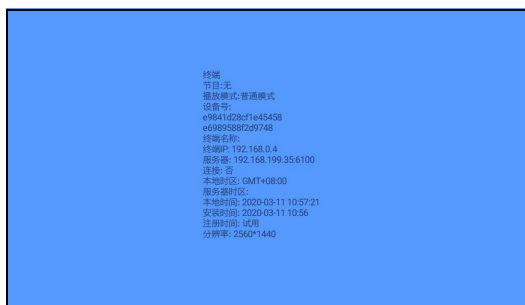 终端
节目:无
播放模式:普通模式
设备号:
e9841d28cf1e45458
e6989588f2d9748
终端名称:
终端IP: 192.168.0.4
服务器: 192.168.199.35:6100
连接: 否
本地时区: GMT+08:00
服务器时区:
本地时间: 2020-03-11 10:57:21
安装时间: 2020-03-11 10:56
注册时间: 试用
分辨率: 2560*1440